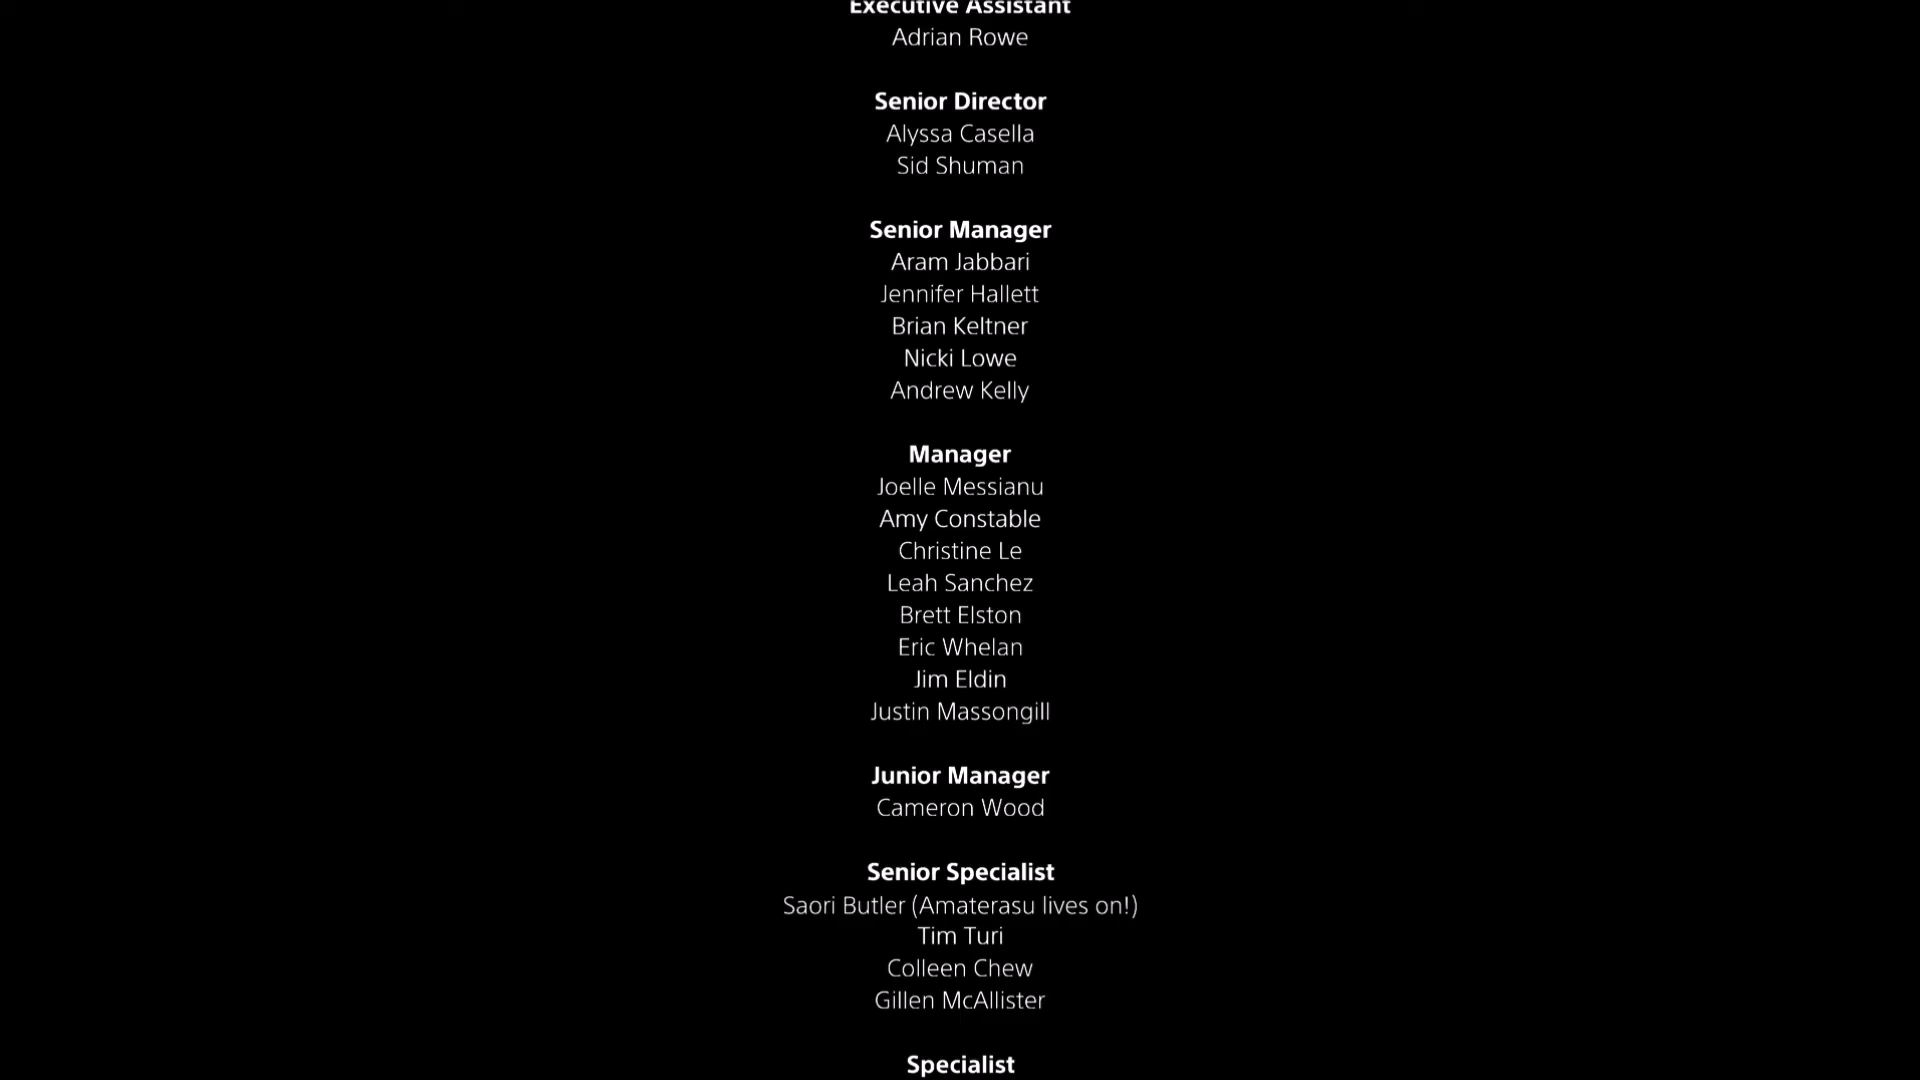 Executive Assistant
Adrian Rowe
Senior Director
Alyssa Casella
Sid Shuman
Senior Manager
Aram Jabbari
Jennifer Hallett
Brian Keltner
Nicki Lowe
Andrew Kelly
Manager
Joelle Messianu
Amy Constable
Christine Le
Leah Sanchez
Brett Elston
Eric Whelan
Jim Eldin
Justin Massongill
Junior Manager
Cameron Wood
Senior Specialist
Saori Butler (Amaterasu lives on!)
Tim Turi
Colleen Chew
Gillen McAllister
Specialist